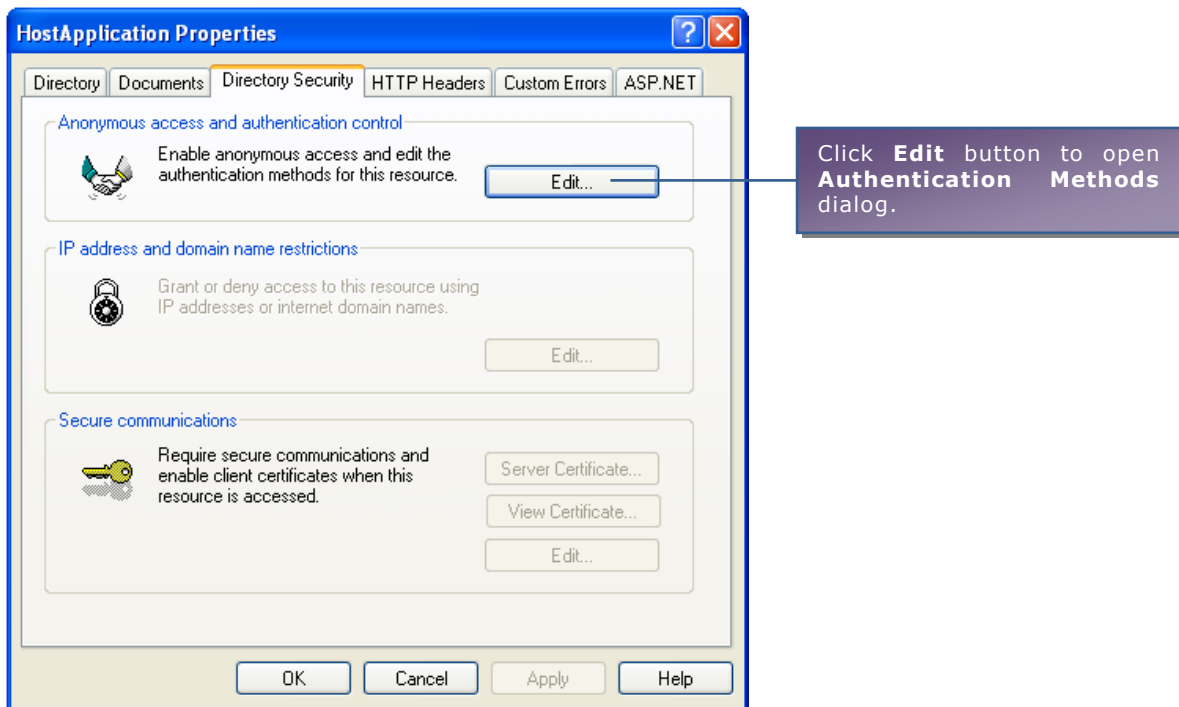 HostApplication Properties
Directory Documents Directory Security HTTP Headers Custom Errors ASP.NET
Anonymous access and authentication control
Enable anonymous access and edit the
authentication methods for this resource.
Edit...
Click Edit button to open
Authentication Methods
dialog.
IP address and domain name restrictions
Grant or deny access to this resource using
IP addresses or internet domain names.
Edit...
Secure communications
Require secure communications and
enable client certificates when this
resource is accessed.
Server Certificate...
View Certificate...
Edit...
OK Cancel Apply Help